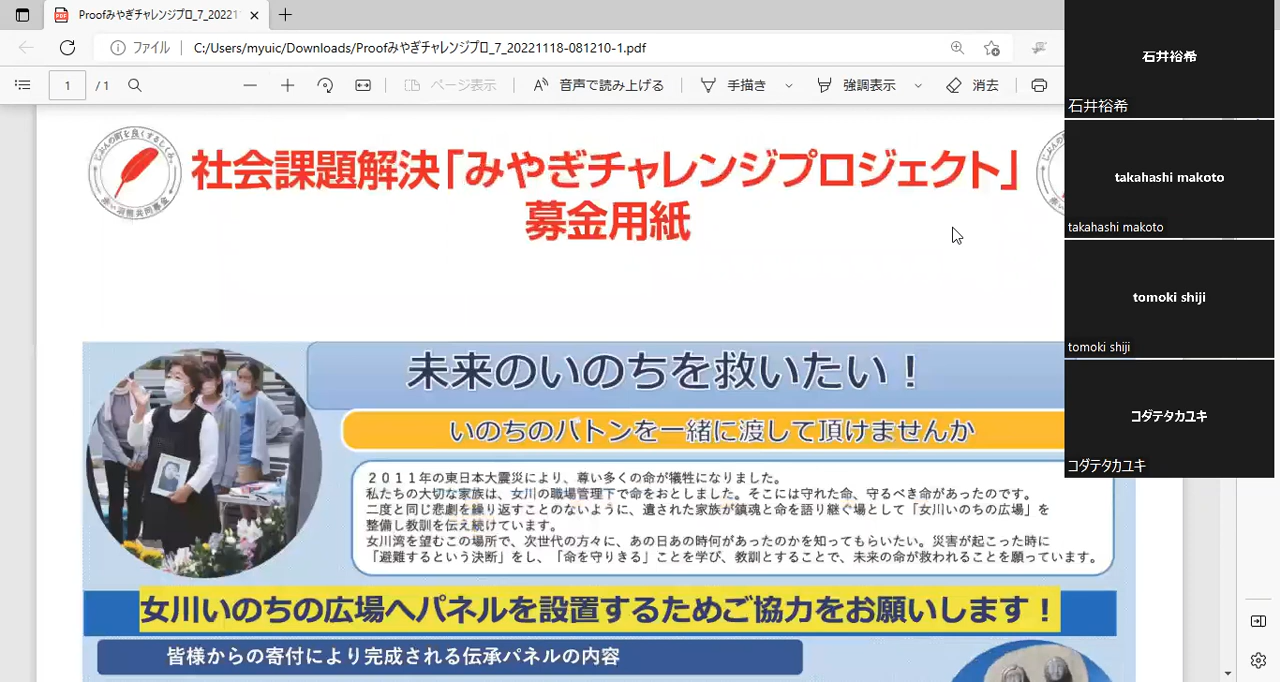 Proofみやぎチャレンジプロ_7_20221
ファイル | C:/Users/myuic/Downloads/Proofみやぎチャレンジプロ_7_20221118-081210-1.pdf
1 / 1 ページ表示 音声で読み上げる 手描き 強調表示 消去
じぶんの町を良くするしくみ。
赤い羽根共同募金
社会課題解決「みやぎチャレンジプロジェクト」
募金用紙
未来のいのちを救いたい！
いのちのバトンを一緒に渡して頂けませんか
２０１１年の東日本大震災により、尊い多くの命が犠牲になりました。
私たちの大切な家族は、女川の職場管理下で命をおとしました。そこには守れた命、守るべき命があったのです。
二度と同じ悲劇を繰り返すことのないように、遺された家族が鎮魂と命を語り継ぐ場として「女川いのちの広場」を
整備し教訓を伝え続けています。
女川湾を望むこの場所で、次世代の方々に、あの日あの時何があったのかを知ってもらいたい。災害が起こった時に
「避難するという決断」をし、「命を守りきる」ことを学び、教訓とすることで、未来の命が救われることを願っています。
女川いのちの広場へパネルを設置するためご協力をお願いします！
皆様からの寄付により完成される伝承パネルの内容
石井裕希
石井裕希
takahashi makoto
takahashi makoto
tomoki shiji
tomoki shiji
コダテタカユキ
コダテタカユキ